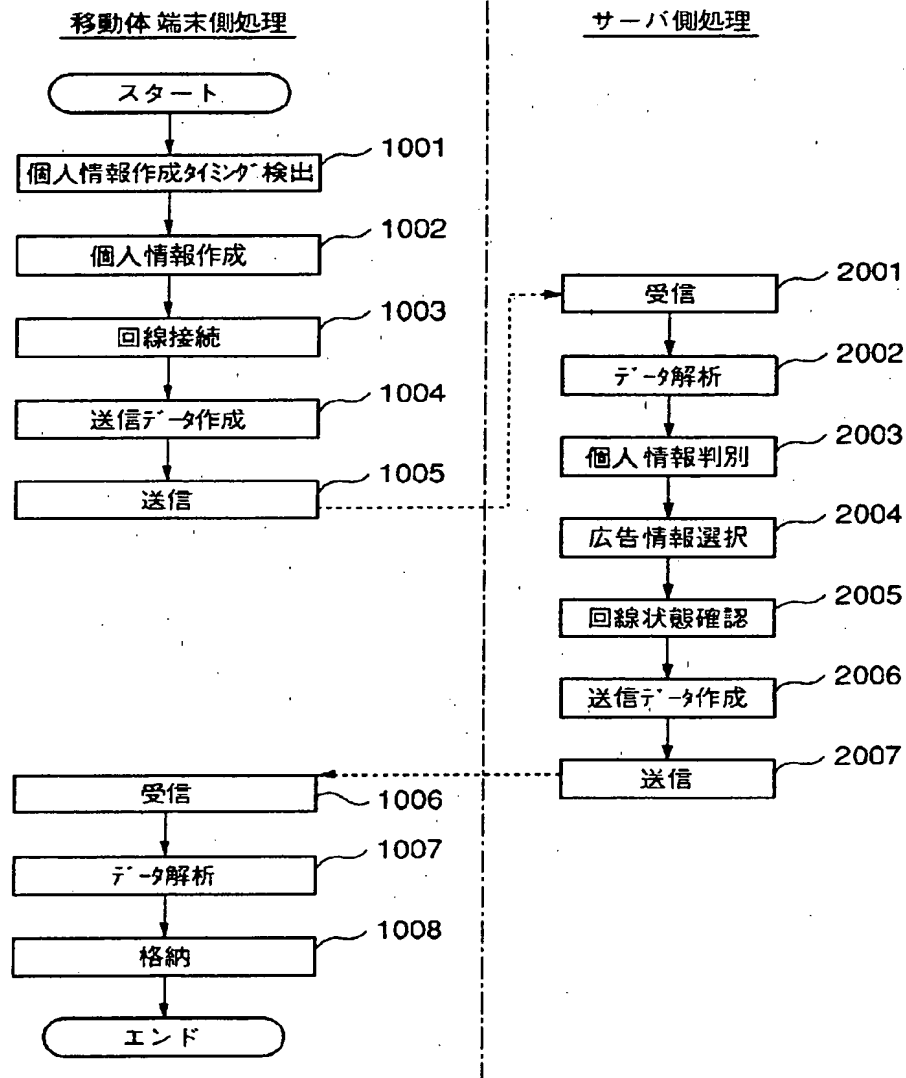 移動体端末側処理
スタート
個人情報作成ﾀｲﾐﾝｸﾞ検出
1001
個人情報作成
1002
回線接続
1003
送信ﾃﾞｰﾀ作成
1004
送信
1005
受信
1006
ﾃﾞｰﾀ解析
1007
格納
1008
エンド
サーバ側処理
受信
2001
ﾃﾞｰﾀ解析
2002
個人情報判別
2003
広告情報選択
2004
回線状態確認
2005
送信ﾃﾞｰﾀ作成
2006
送信
2007